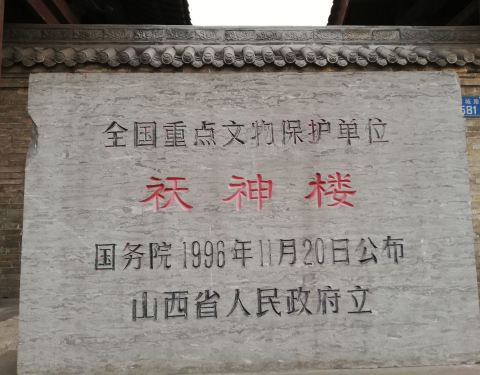 全国重点文物保护单位
祆神楼
国务院1996年11月20日公布
山西省人民政府立
581